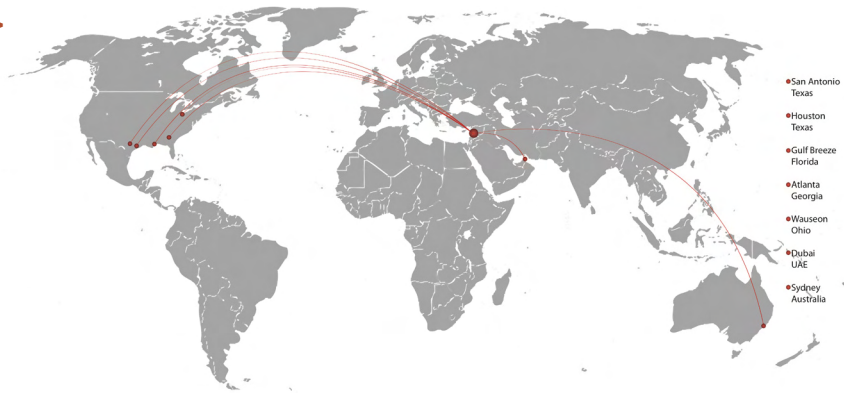 San Antonio
Texas
Houston
Texas
Gulf Breeze
Florida
Atlanta
Georgia
Wauseon
Ohio
Dubai
UAE
Sydney
Australia